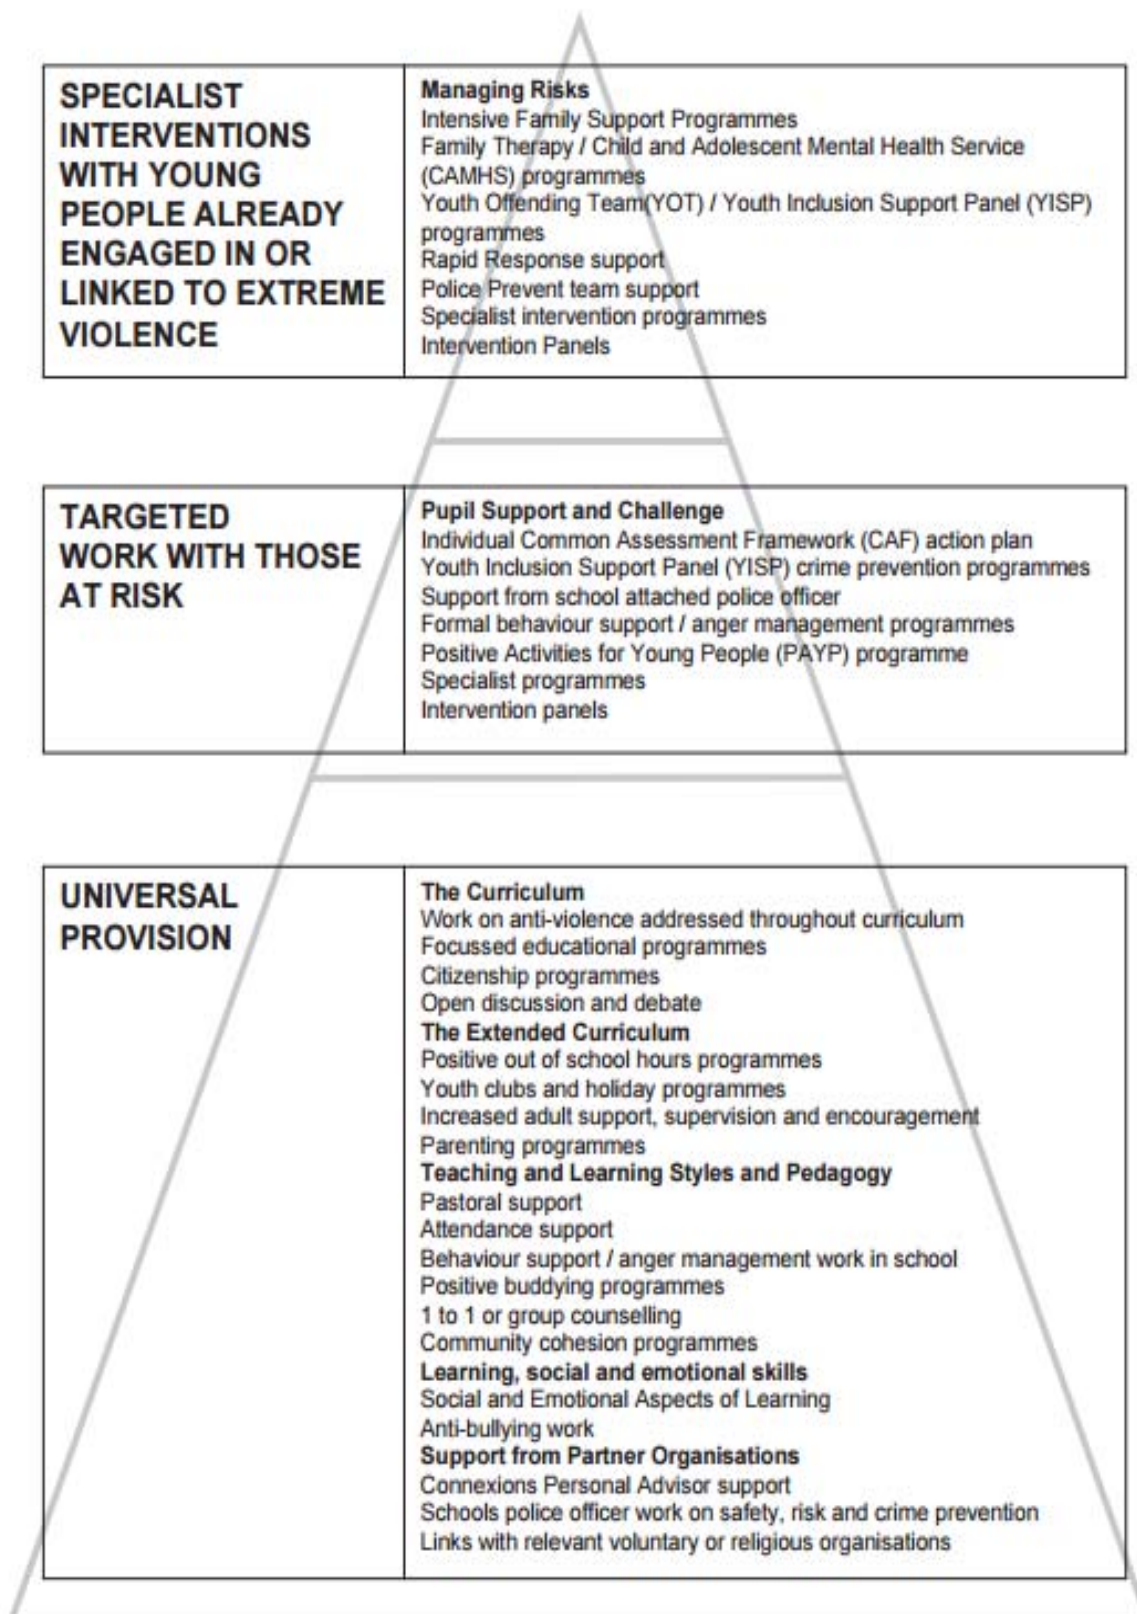 SPECIALIST
INTERVENTIONS
WITH YOUNG
PEOPLE ALREADY
ENGAGED IN OR
LINKED TO EXTREME
VIOLENCE
Managing Risks
Intensive Family Support Programmes
Family Therapy / Child and Adolescent Mental Health Service
(CAMHS) programmes
Youth Offending Team(YOT) / Youth Inclusion Support Panel (YISP)
programmes
Rapid Response support
Police Prevent team support
Specialist intervention programmes
Intervention Panels
TARGETED
WORK WITH THOSE
AT RISK
Pupil Support and Challenge
Individual Common Assessment Framework (CAF) action plan
Youth Inclusion Support Panel (YISP) crime prevention programmes
Support from school attached police officer
Formal behaviour support / anger management programmes
Positive Activities for Young People (PAYP) programme
Specialist programmes
Intervention panels
UNIVERSAL
PROVISION
The Curriculum
Work on anti-violence addressed throughout curriculum
Focussed educational programmes
Citizenship programmes
Open discussion and debate
The Extended Curriculum
Positive out of school hours programmes
Youth clubs and holiday programmes
Increased adult support, supervision and encouragement
Parenting programmes
Teaching and Learning Styles and Pedagogy
Pastoral support
Attendance support
Behaviour support / anger management work in school
Positive buddying programmes
1 to 1 or group counselling
Community cohesion programmes
Learning, social and emotional skills
Social and Emotional Aspects of Learning
Anti-bullying work
Support from Partner Organisations
Connexions Personal Advisor support
Schools police officer work on safety, risk and crime prevention
Links with relevant voluntary or religious organisations